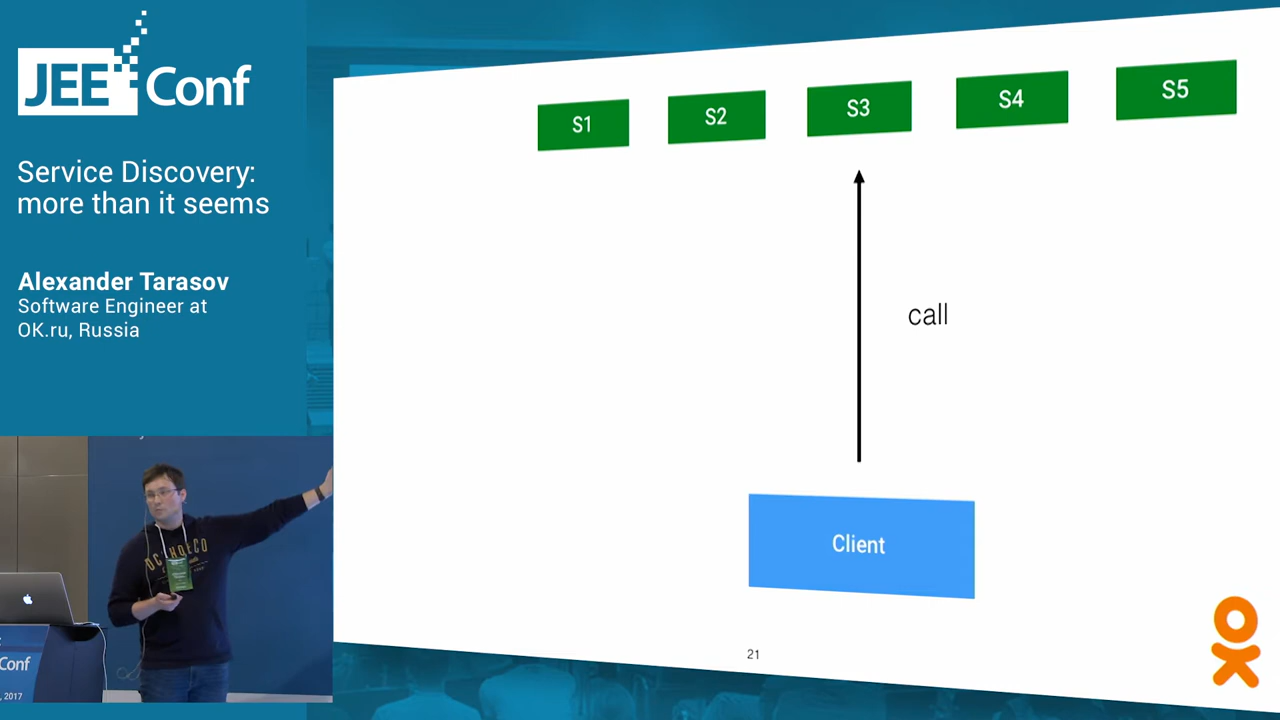 JEE Conf
Service Discovery:
more than it seems
Alexander Tarasov
Software Engineer at
OK.ru, Russia
S1 S2 S3 S4 S5
call
Client
21
Conf
, 2017